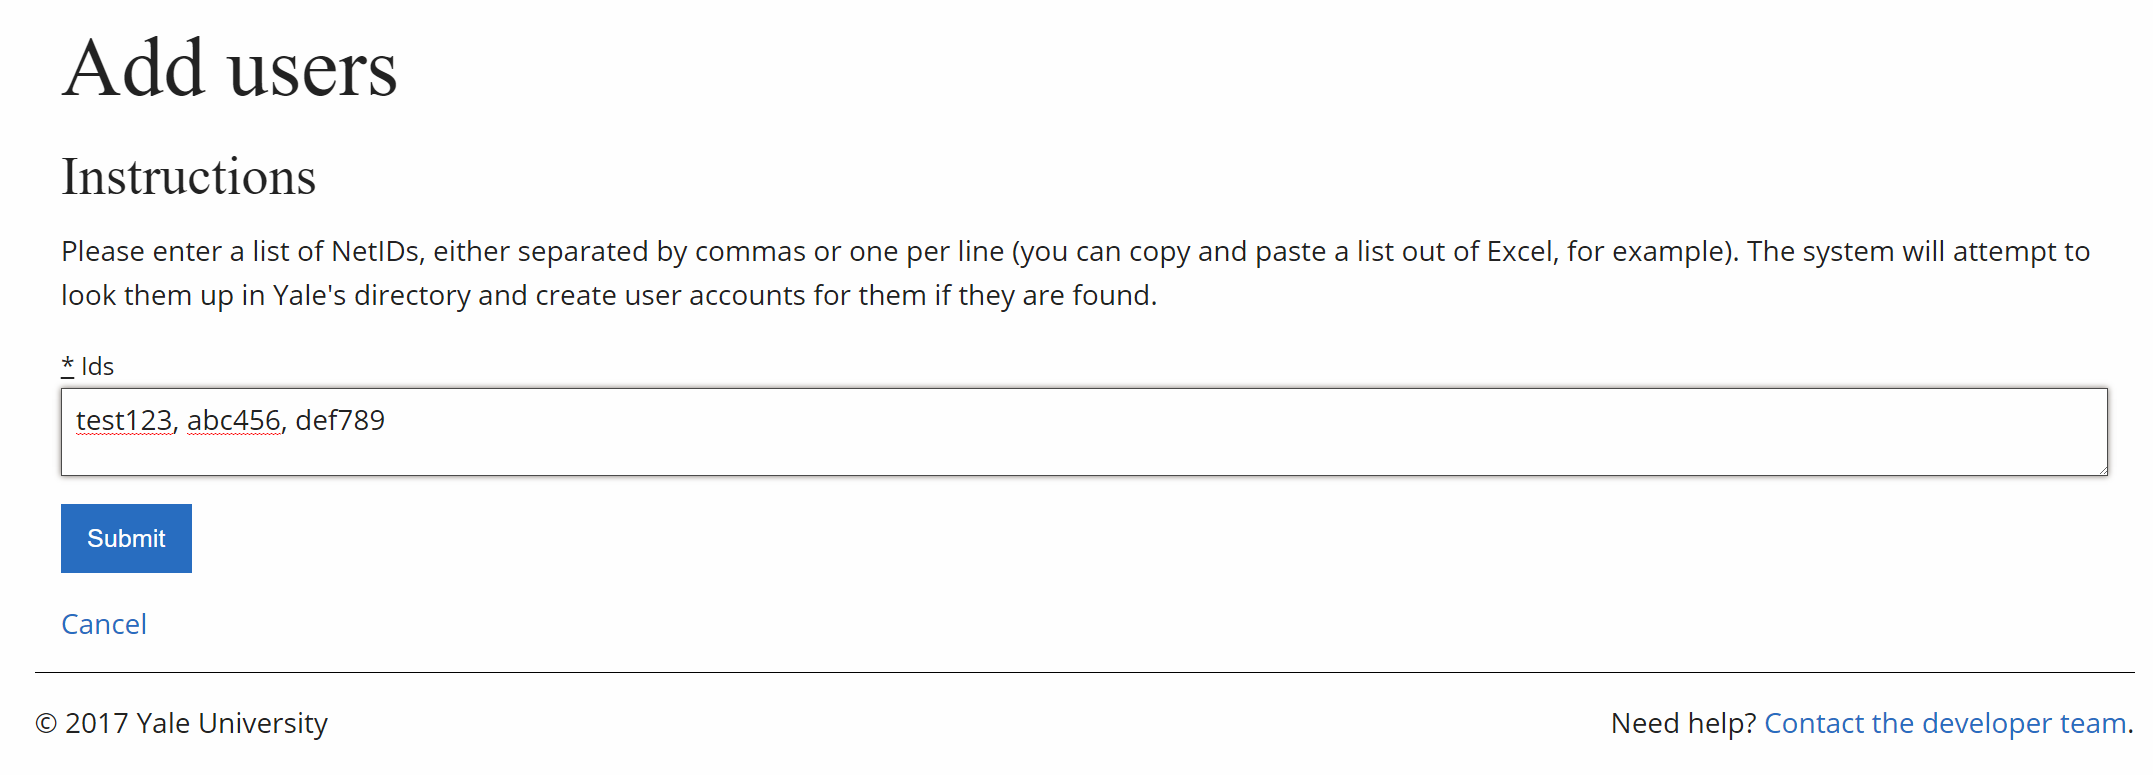 Add users
Instructions
Please enter a list of NetIDs, either separated by commas or one per line (you can copy and paste a list out of Excel, for example). The system will attempt to
look them up in Yale's directory and create user accounts for them if they are found.
* Ids
test123, abc456, def789
Submit
Cancel
© 2017 Yale University
Need help? Contact the developer team.